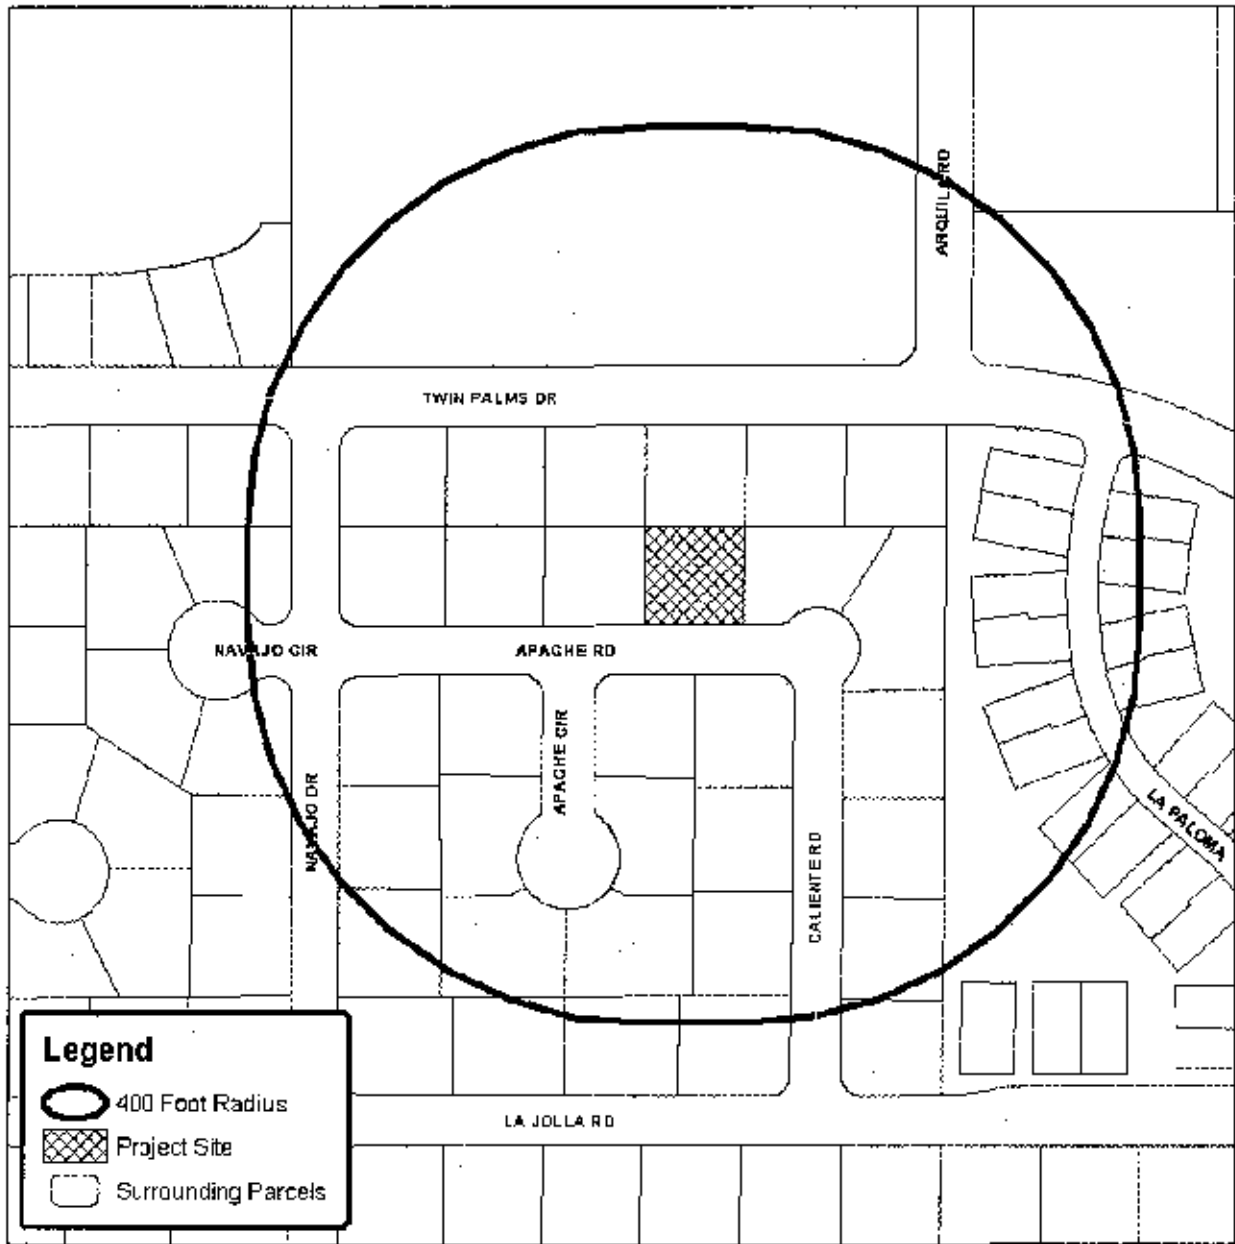 ARQUILLA RD
TWIN PALMS DR
NAVAJO CIR
APACHE RD
APACHE CIR
NAVAJO DR
LA PALOMA
CALIENTE RD
Legend
400 Foot Radius
Project Site
Surrounding Parcels
LA JOLLA RD